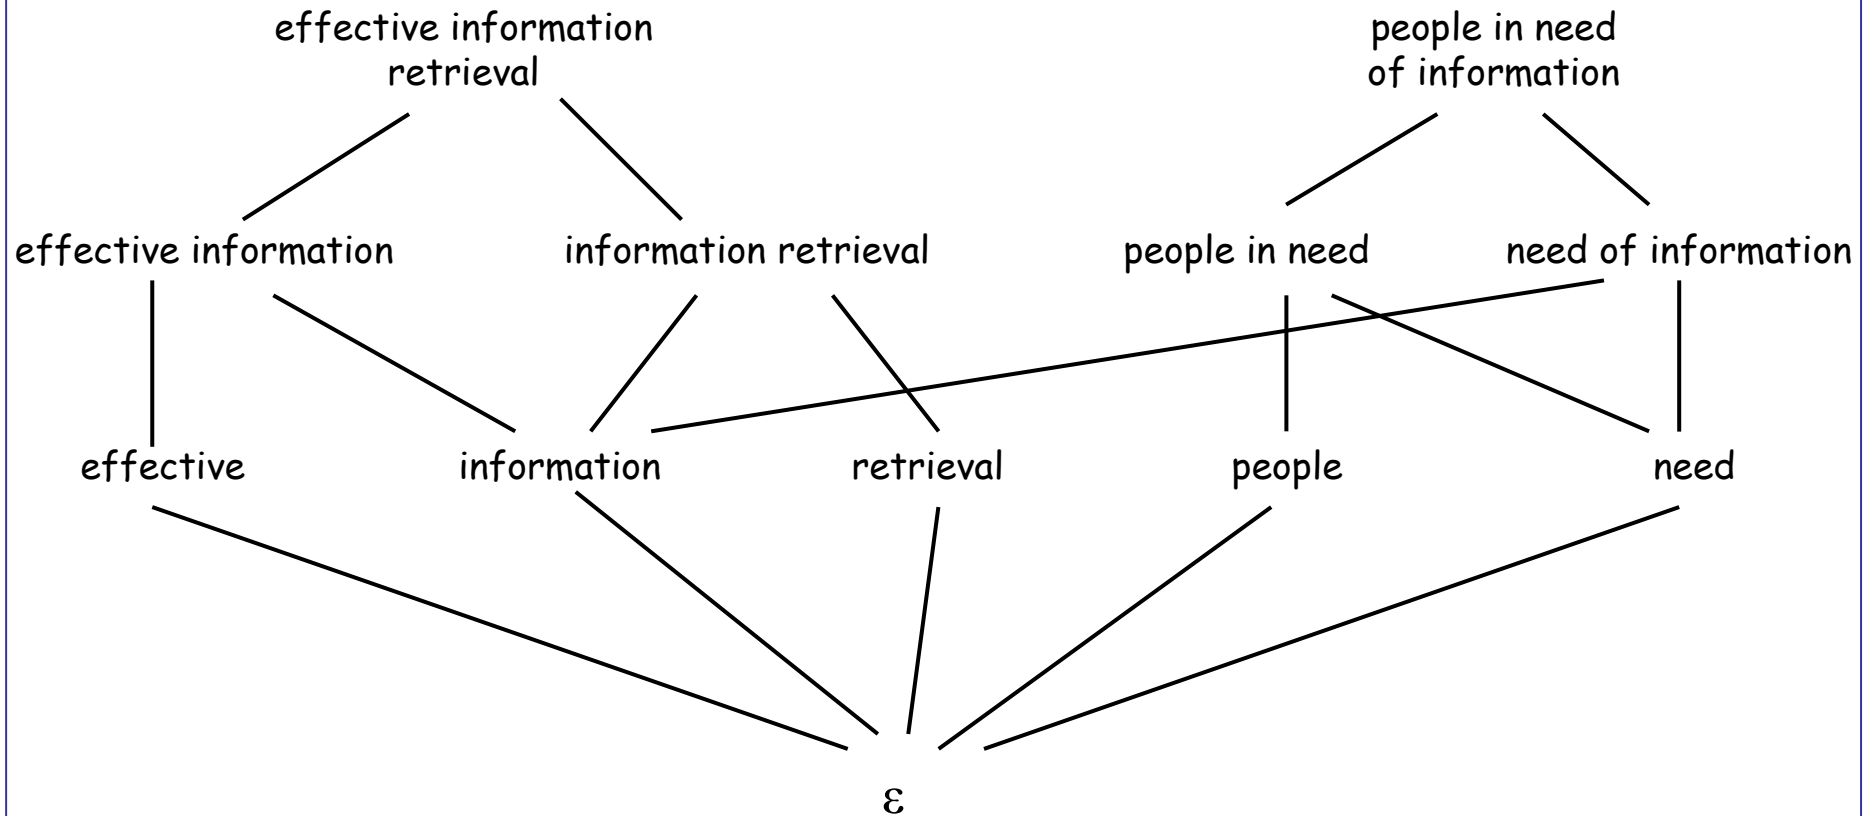 effective information
retrieval
people in need
of information
effective information
information retrieval
people in need
need of information
effective
information
retrieval
people
need
ε